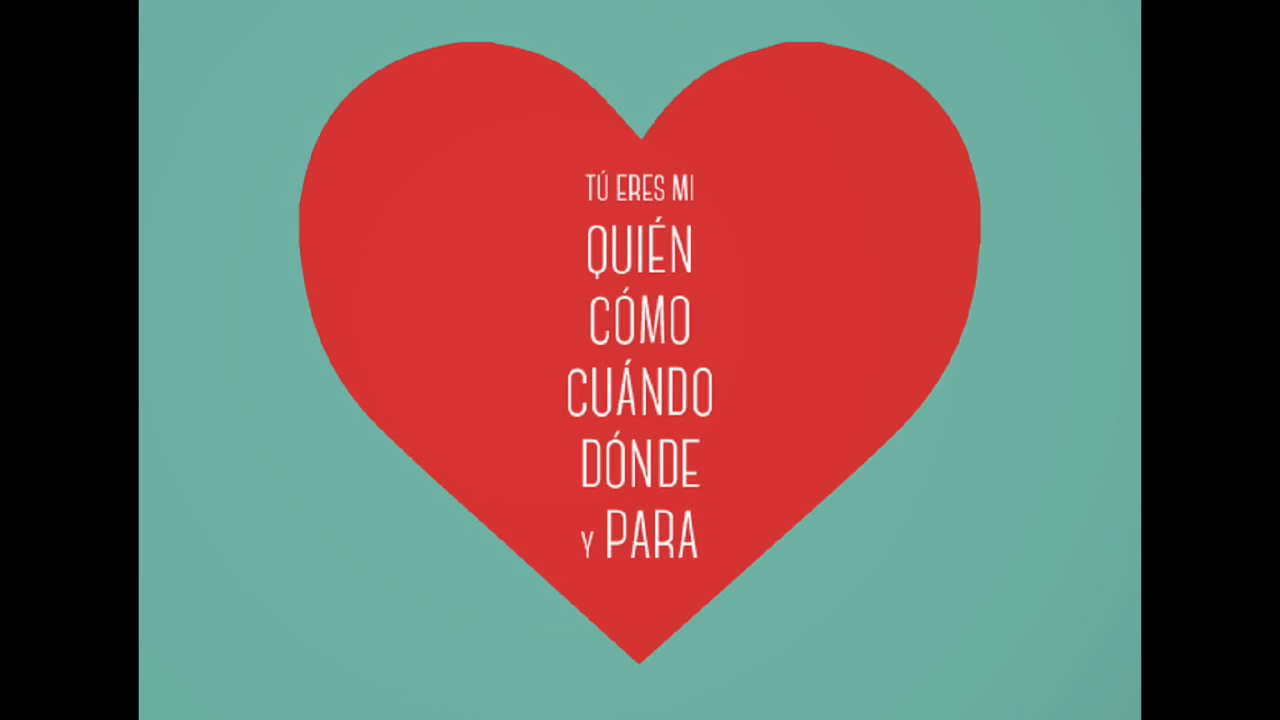 TÚ ERES MI
QUIÉN
CÓMO
CUÁNDO
DÓNDE
Y PARA